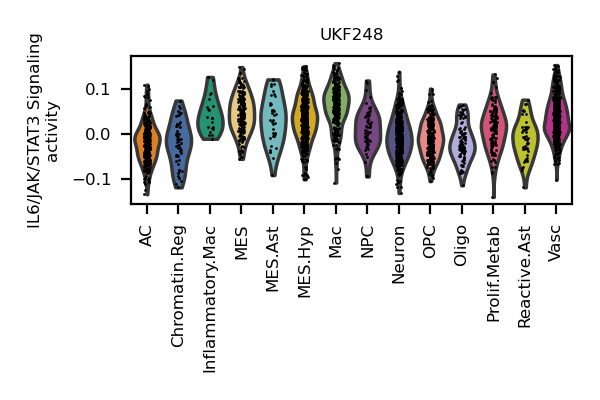 UKF248
IL6/JAK/STAT3 Signaling
activity
0.1
0.0
−0.1
AC
Chromatin.Reg
Inflammatory.Mac
MES
MES.Ast
MES.Hyp
Mac
NPC
Neuron
OPC
Oligo
Prolif.Metab
Reactive.Ast
Vasc